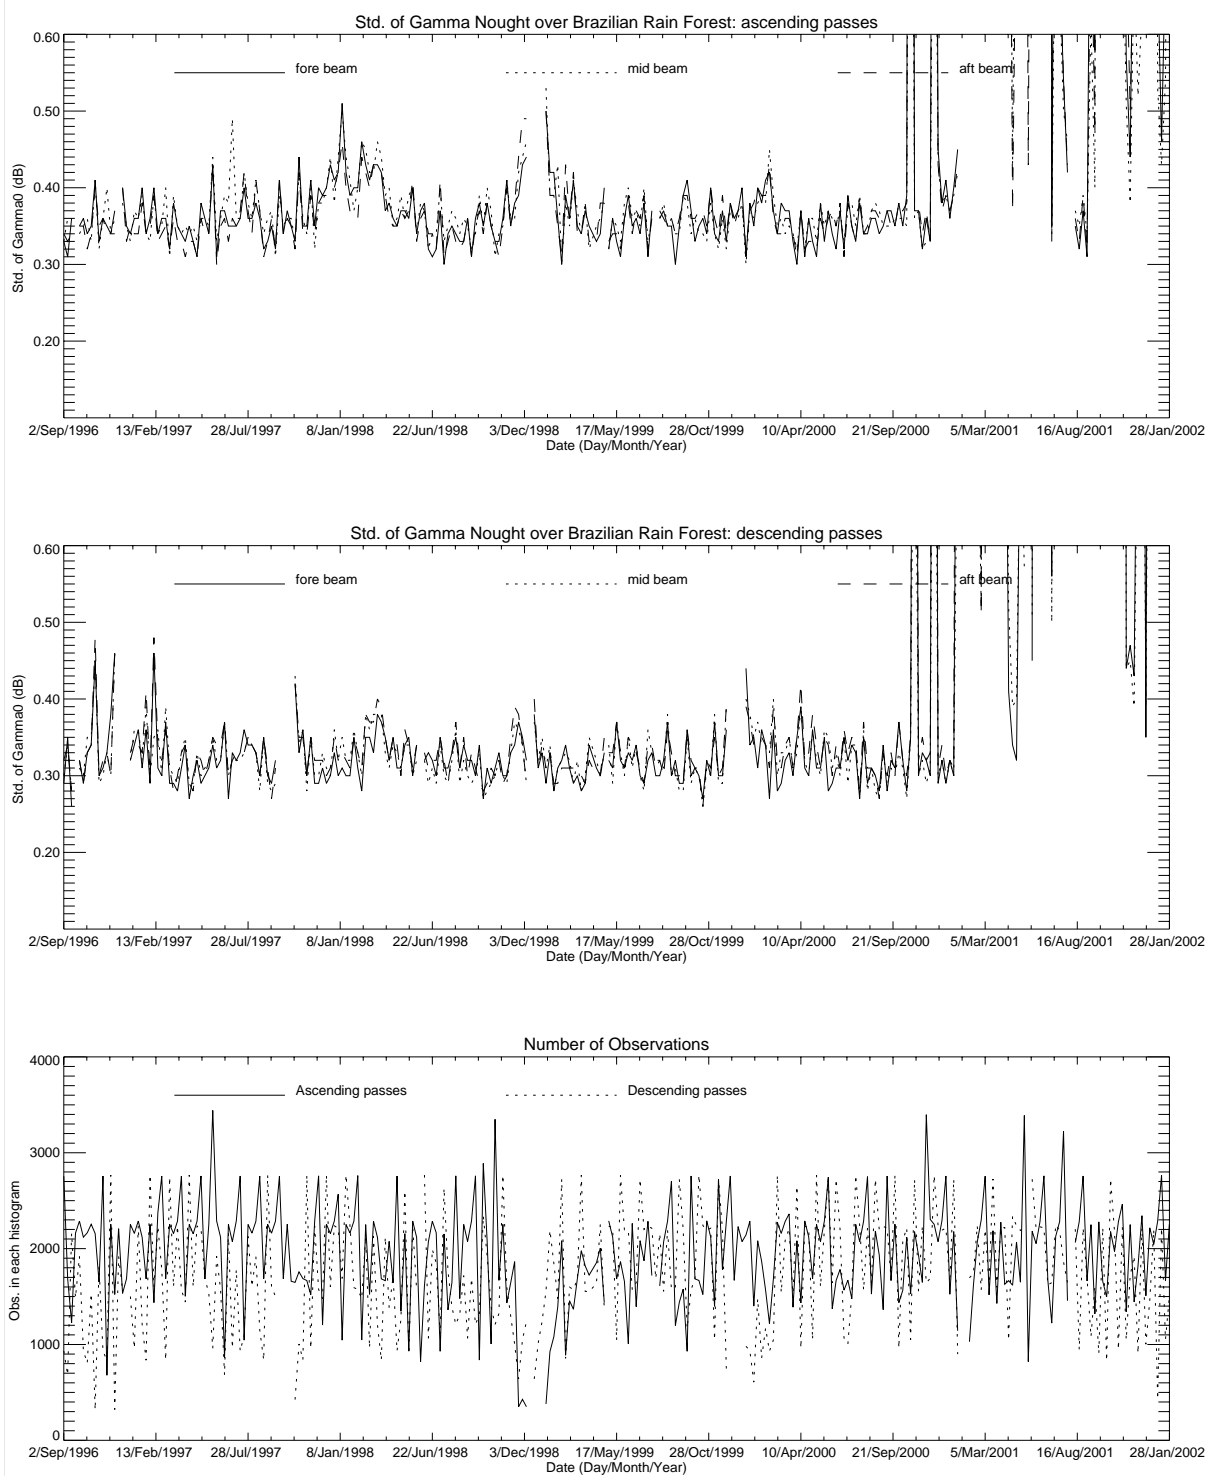 Std. of Gamma Nought over Brazilian Rain Forest: ascending passes
0.60
0.50
0.40
0.30
0.20
Std. of Gamma0 (dB)
fore beam
mid beam
aft beam
2/Sep/1996 13/Feb/1997 28/Jul/1997 8/Jan/1998 22/Jun/1998 3/Dec/1998 17/May/1999 28/Oct/1999 10/Apr/2000 21/Sep/2000 5/Mar/2001 16/Aug/2001 28/Jan/2002
Date (Day/Month/Year)
Std. of Gamma Nought over Brazilian Rain Forest: descending passes
0.60
0.50
0.40
0.30
0.20
Std. of Gamma0 (dB)
fore beam
mid beam
aft beam
2/Sep/1996 13/Feb/1997 28/Jul/1997 8/Jan/1998 22/Jun/1998 3/Dec/1998 17/May/1999 28/Oct/1999 10/Apr/2000 21/Sep/2000 5/Mar/2001 16/Aug/2001 28/Jan/2002
Date (Day/Month/Year)
Number of Observations
4000
3000
2000
1000
0
Obs. in each histogram
Ascending passes
Descending passes
2/Sep/1996 13/Feb/1997 28/Jul/1997 8/Jan/1998 22/Jun/1998 3/Dec/1998 17/May/1999 28/Oct/1999 10/Apr/2000 21/Sep/2000 5/Mar/2001 16/Aug/2001 28/Jan/2002
Date (Day/Month/Year)